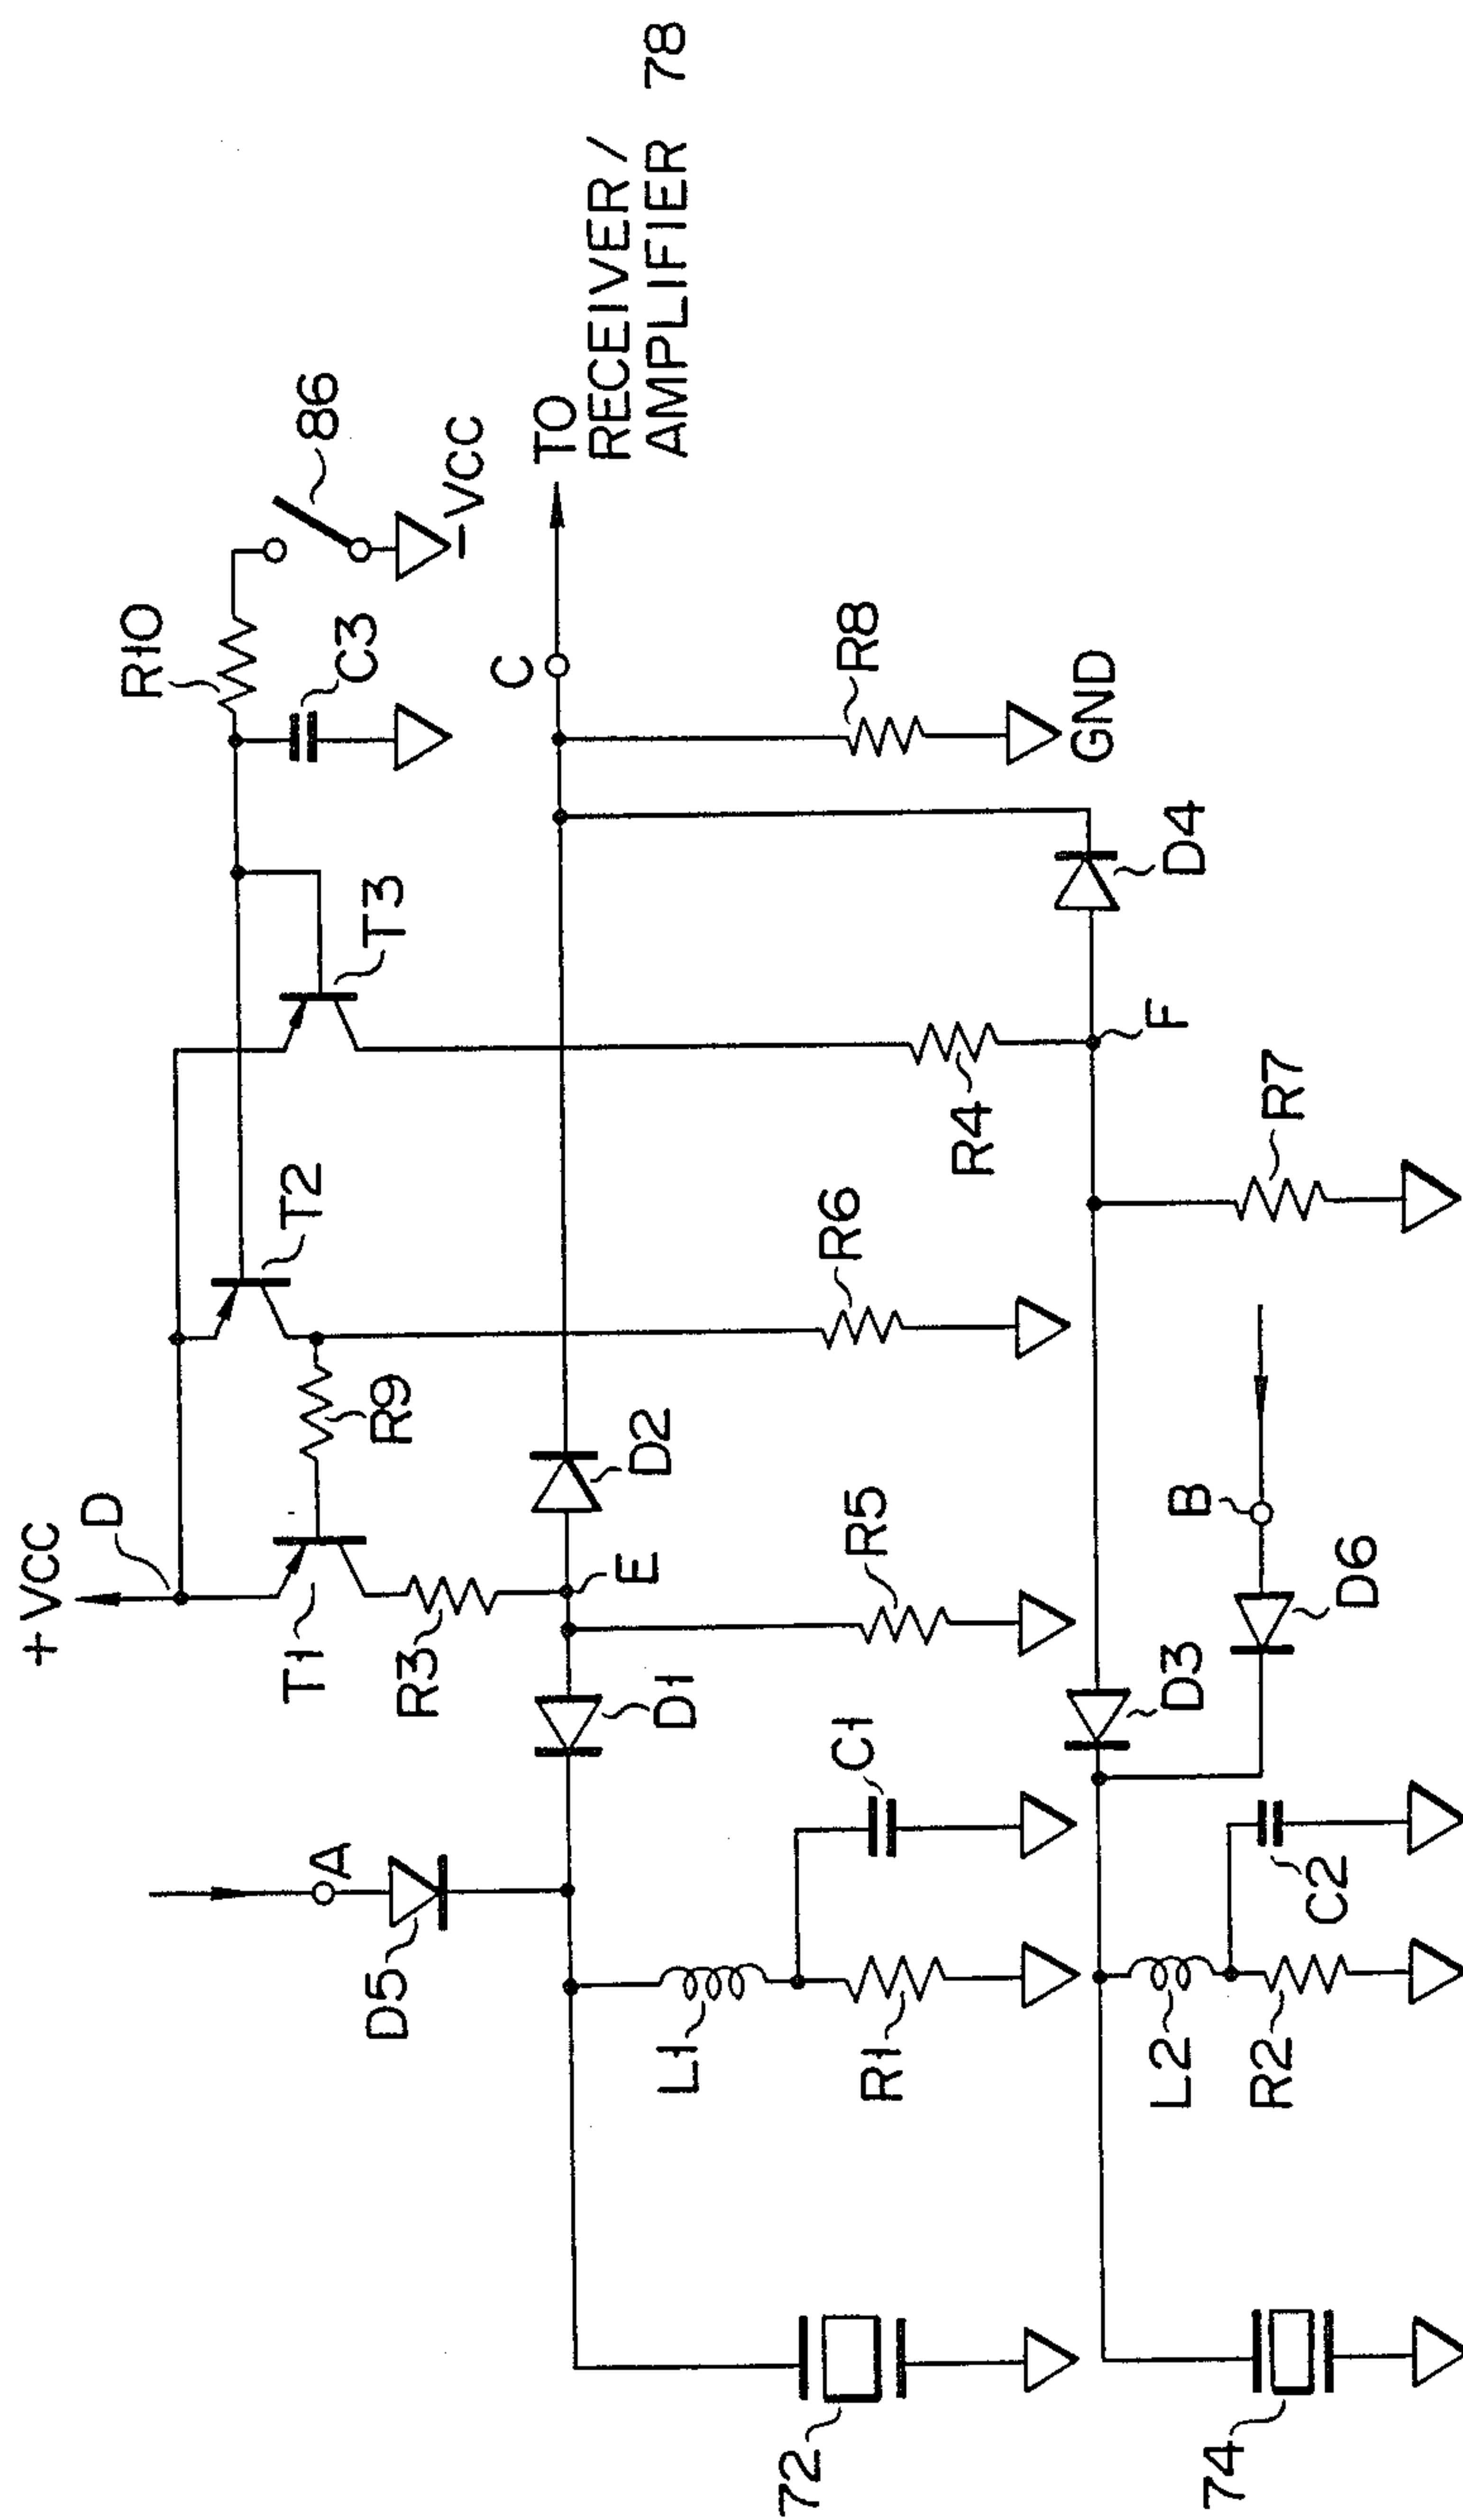 +VCC
D
R10
86
C3
-VCC
T1
R9
T2
T3
R3
A
D5
E
D1
D2
C
TO
RECEIVER/
AMPLIFIER 78
L1
R1
C1
R5
R6
R4
R8
GND
72
F
D4
D3
B
D6
R7
L2
R2
C2
74